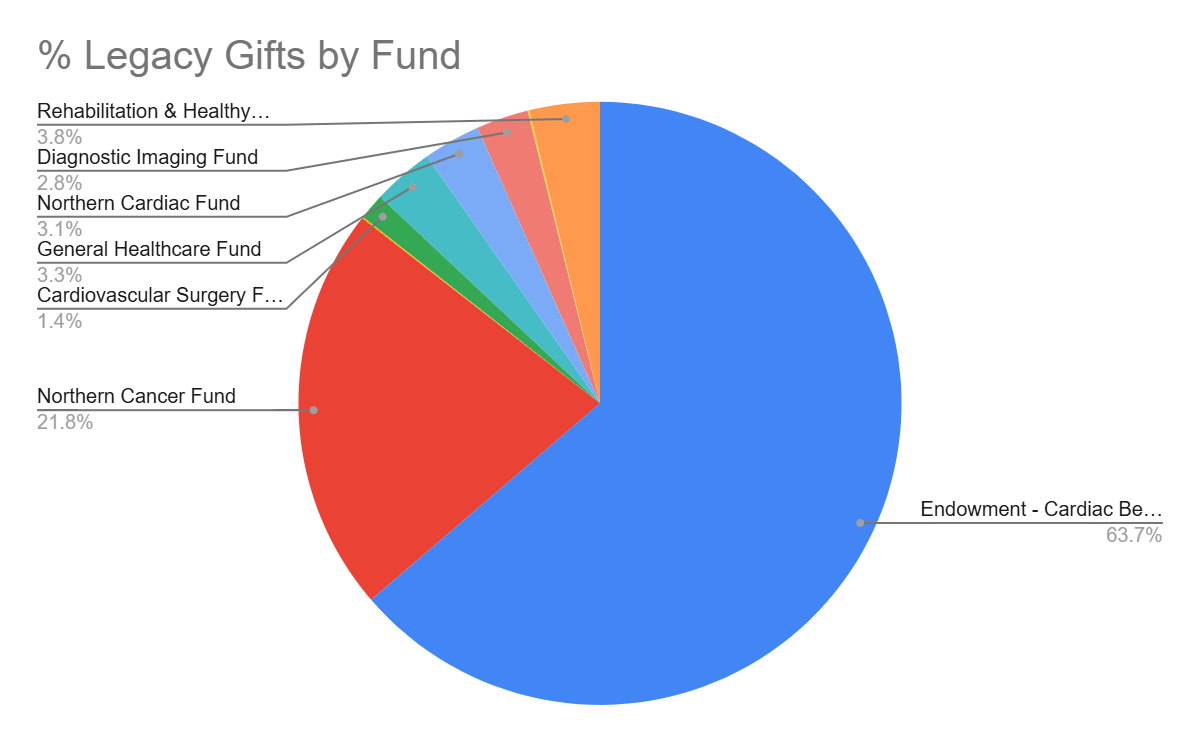 % Legacy Gifts by Fund
Rehabilitation & Healthy…
3.8%
Diagnostic Imaging Fund
2.8%
Northern Cardiac Fund
3.1%
General Healthcare Fund
3.3%
Cardiovascular Surgery F…
1.4%
Northern Cancer Fund
21.8%
Endowment - Cardiac Be…
63.7%